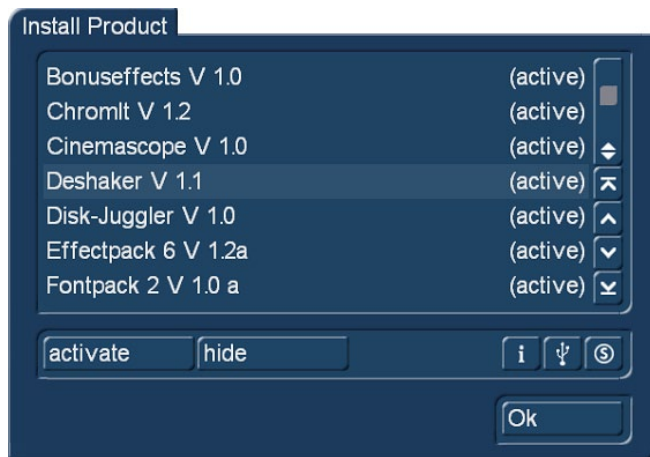 Install Product
Bonuseffects V 1.0 (active)
ChromIt V 1.2 (active)
Cinemascope V 1.0 (active)
Deshaker V 1.1 (active)
Disk-Juggler V 1.0 (active)
Effectpack 6 V 1.2a (active)
Fontpack 2 V 1.0 a (active)
activate hide i S
Ok